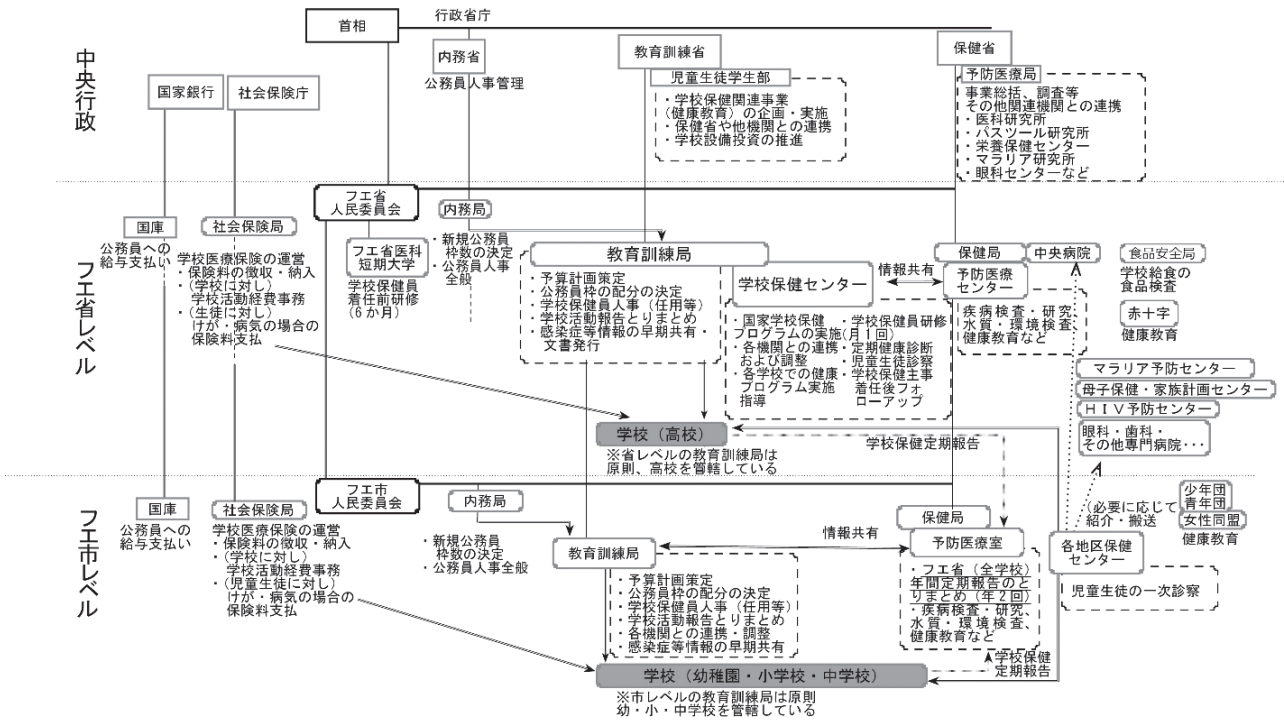 首相
行政省庁
中央行政
国家銀行
社会保険庁
内務省
公務員人事管理
教育訓練省
児童生徒学生部
・学校保健関連事業
(健康教育)の企画・実施
・保健省や他機関との連携
・学校設備投資の推進
保健省
予防医療局
事業総括、調査等
その他関連機関との連携
・医科研究所
・パスツール研究所
・栄養保健センター
・マラリア研究所
・眼科センターなど
フエ省レベル
フエ省
人民委員会
国庫
公務員への
給与支払い
社会保険局
学校医療保険の運営
・保険料の徴収・納入
・(学校に対し)
学校活動経費事務
・(生徒に対し)
けが・病気の場合の
保険料支払
フエ省医科
短期大学
学校保健員
着任前研修
(6か月)
内務局
・新規公務員
枠数の決定
・公務員人事
全般
教育訓練局
・予算計画策定
・公務員枠の配分の決定
・学校保健員人事(任用等)
・学校活動報告とりまとめ
・感染症等情報の早期共有・
文書発行
学校保健センター
・国家学校保健
プログラムの実施
・各機関との連携
および調整
・各学校での健康
プログラム実施
指導
・学校保健員研修
(月1回)
・定期健康診断
・児童生徒診察
・学校保健主事
着任後フォ
ローアップ
情報共有
保健局
予防医療
センター
疾病検査・研究、
水質・環境検査、
健康教育など
中央病院
食品安全局
学校給食の
食品検査
赤十字
健康教育
マラリア予防センター
母子保健・家族計画センター
HIV予防センター
眼科・歯科・
その他専門病院・・・
学校(高校)
※省レベルの教育訓練局は
原則、高校を管轄している
学校保健定期報告
フエ市レベル
フエ市
人民委員会
国庫
公務員への
給与支払い
社会保険局
学校医療保険の運営
・保険料の徴収・納入
・(学校に対し)
学校活動経費事務
・(児童生徒に対し)
けが・病気の場合の
保険料支払
内務局
・新規公務員
枠数の決定
・公務員人事全般
教育訓練局
・予算計画策定
・公務員枠の配分の決定
・学校保健員人事(任用等)
・学校活動報告とりまとめ
・各機関との連携・調整
・感染症等情報の早期共有
情報共有
保健局
予防医療室
・フエ省(全学校)
年間定期報告のと
りまとめ(年2回)
・疾病検査・研究、
水質・環境検査、
健康教育など
(必要に応じて
紹介・搬送
各地区保健
センター
児童生徒の一次診察
少年団
青年団
女性同盟
健康教育
学校(幼稚園・小学校・中学校)
※市レベルの教育訓練局は原則
幼・小・中学校を管轄している
学校保健
定期報告